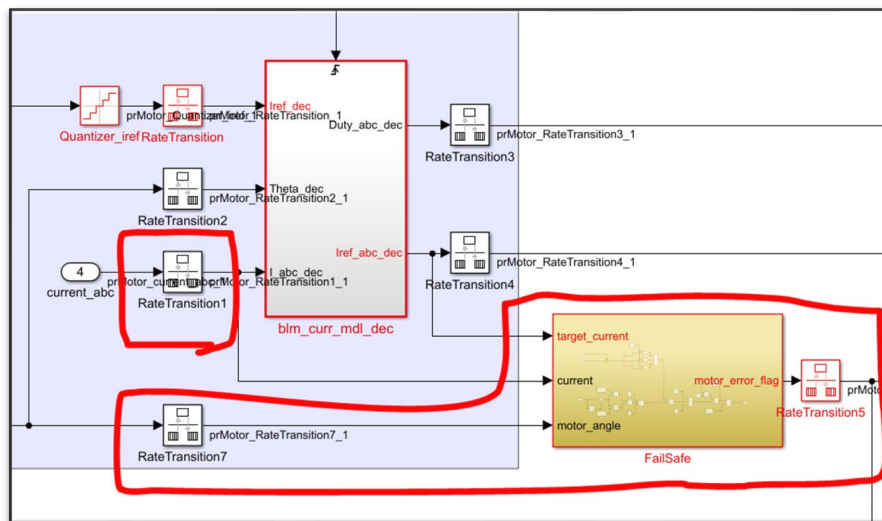 Iref_dec
Duty_abc_dec
Quantizer_iref
RateTransition
RateTransition3
prMotor_RateTransition3_1
Theta_dec
prMotor_RateTransition2_1
RateTransition2
Iref_abc_dec
prMotor_RateTransition4_1
4
I_abc_dec
current_abc
RateTransition1
prMotor_RateTransition1_1
RateTransition4
blm_curr_mdl_dec
target_current
current
motor_error_flag
RateTransition5
prMotor_RateTransition7_1
motor_angle
RateTransition7
FailSafe